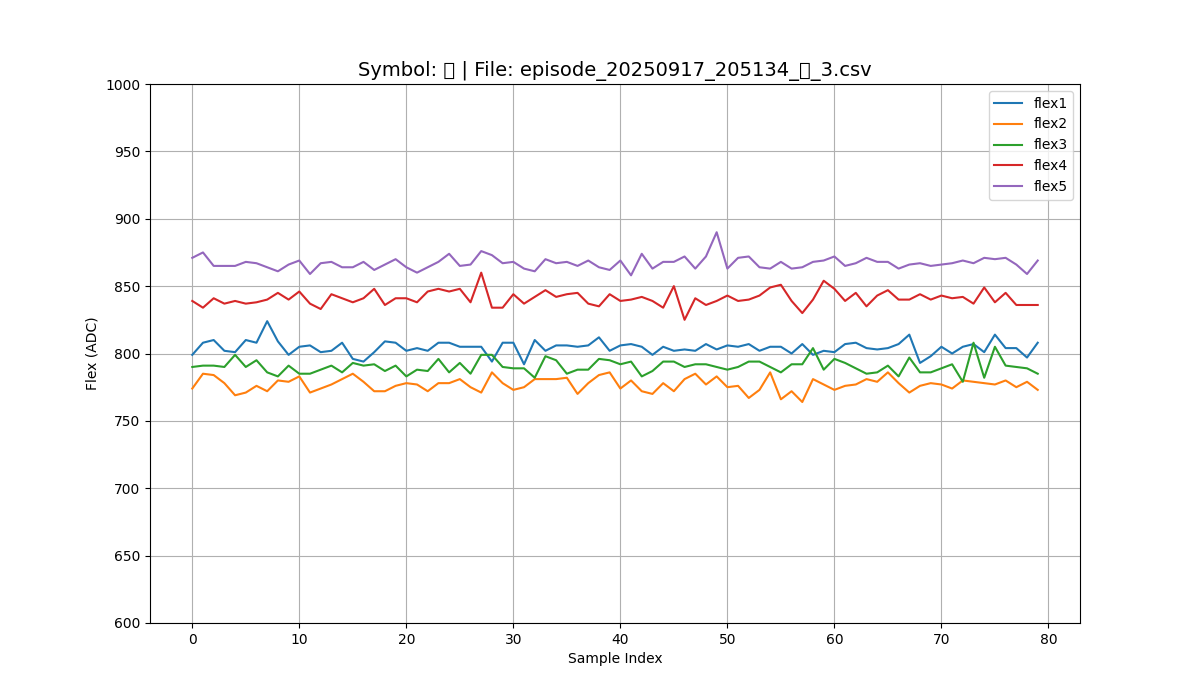 Symbol: | File: episode_20250917_205134_ _3.csv
1000
950
900
850
800
750
700
650
600
Flex (ADC)
0 10 20 30 40 50 60 70 80
Sample Index
flex1
flex2
flex3
flex4
flex5